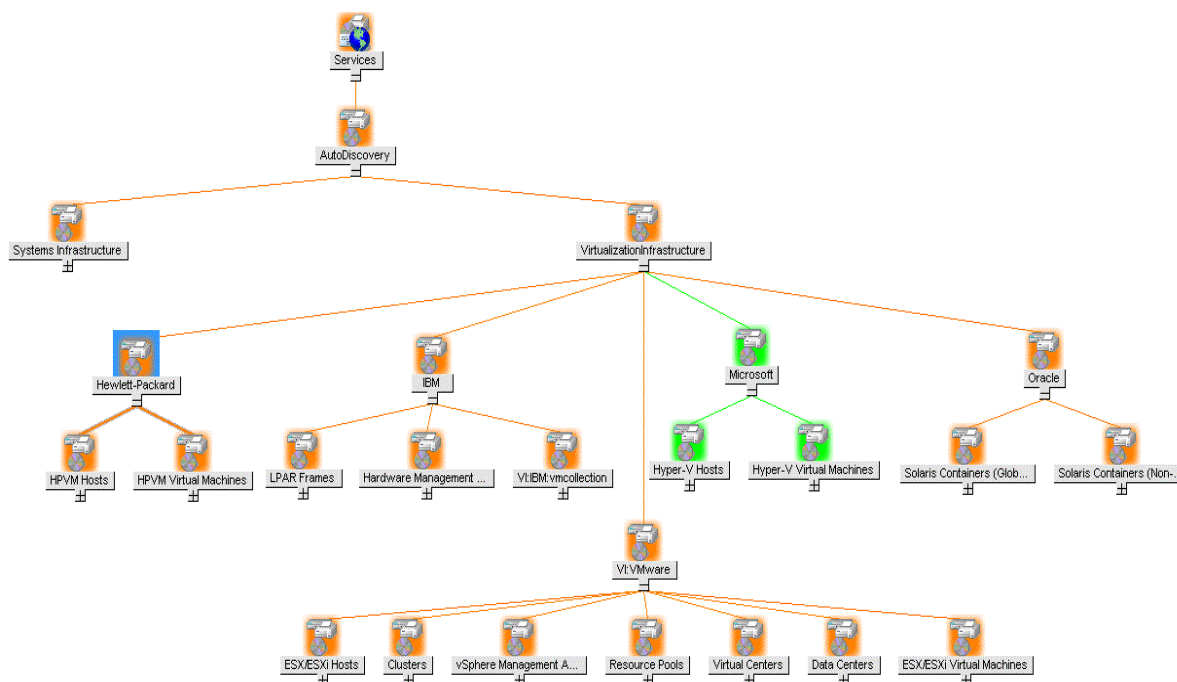 Services
AutoDiscovery
Systems Infrastructure
VirtualizationInfrastructure
Hewlett-Packard
IBM
Microsoft
Oracle
HPVM Hosts
HPVM Virtual Machines
LPAR Frames
Hardware Management ...
VI:IBM:vmcollection
Hyper-V Hosts
Hyper-V Virtual Machines
Solaris Containers (Glob...
Solaris Containers (Non-...
VI:VMware
ESX/ESXi Hosts
Clusters
vSphere Management A...
Resource Pools
Virtual Centers
Data Centers
ESX/ESXi Virtual Machines